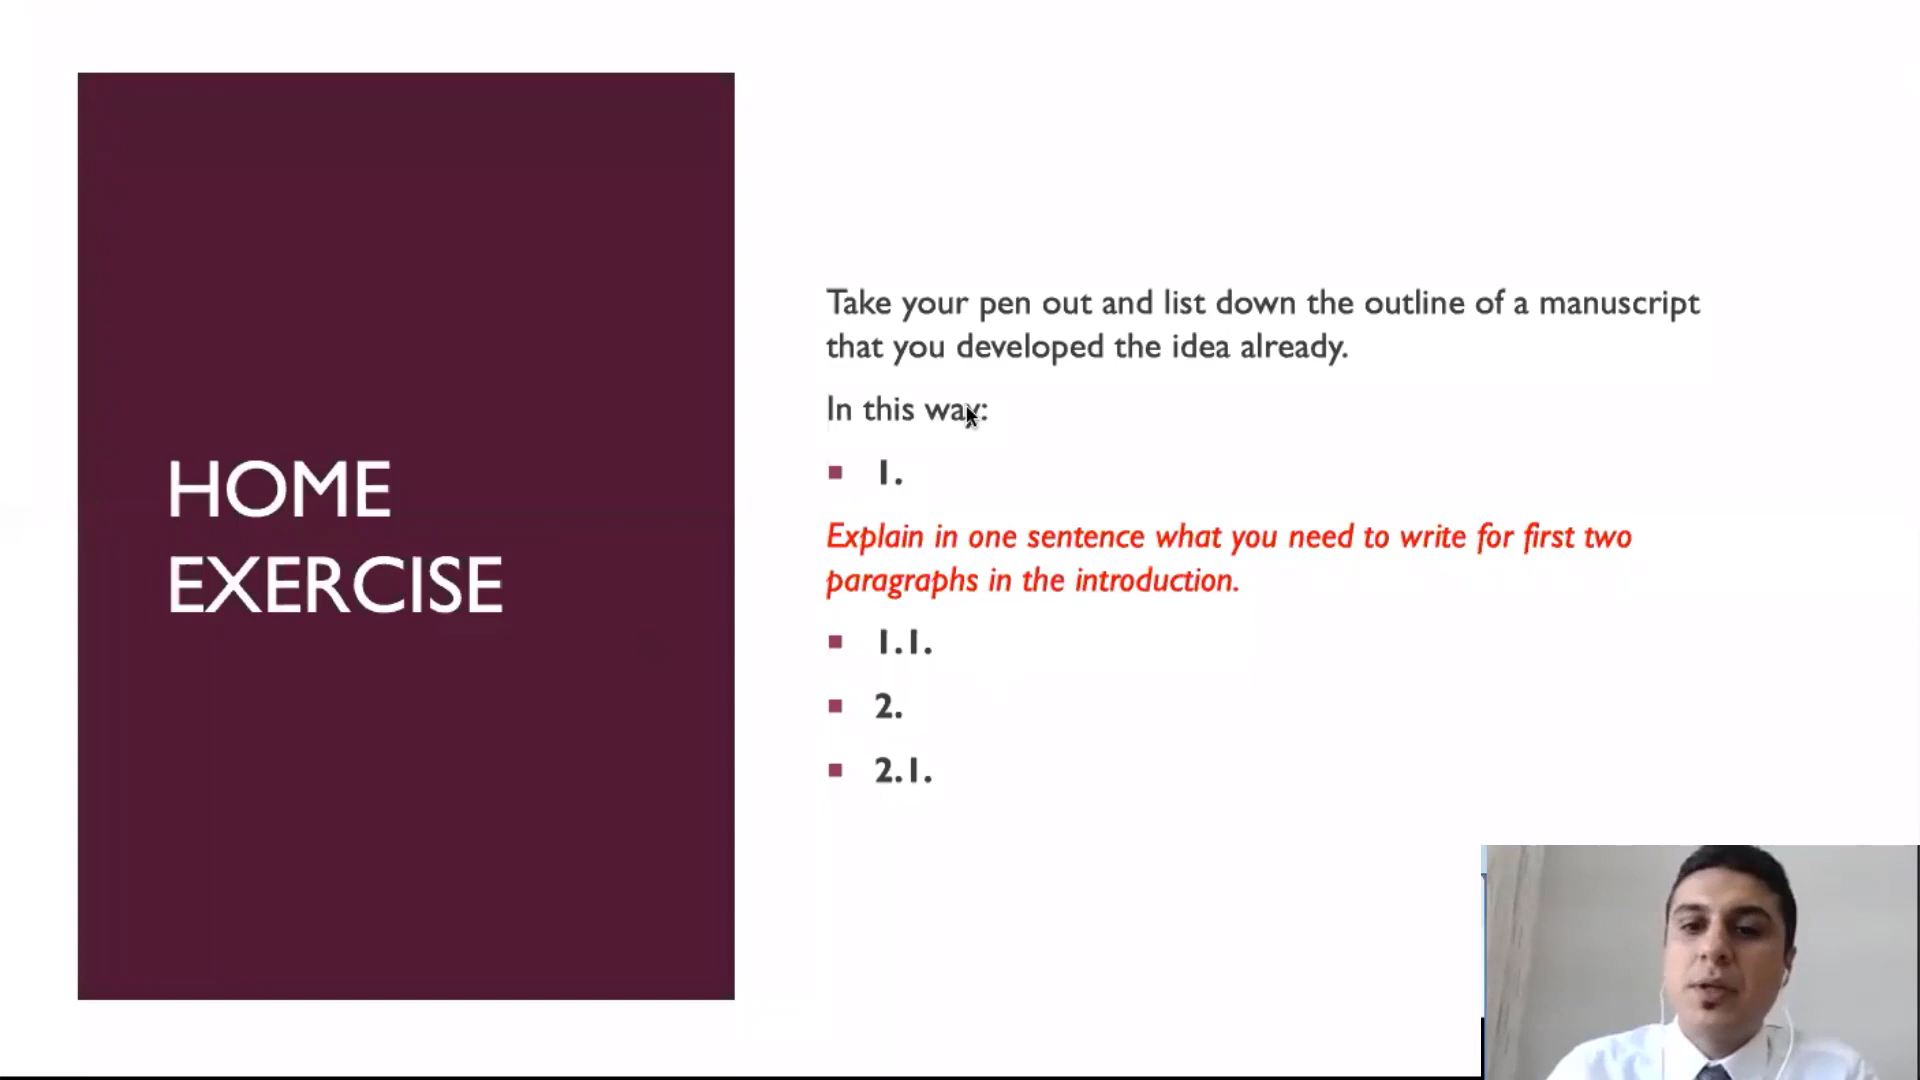 HOME
EXERCISE
Take your pen out and list down the outline of a manuscript
that you developed the idea already.
In this way:
1.
Explain in one sentence what you need to write for first two
paragraphs in the introduction.
1.1.
2.
2.1.